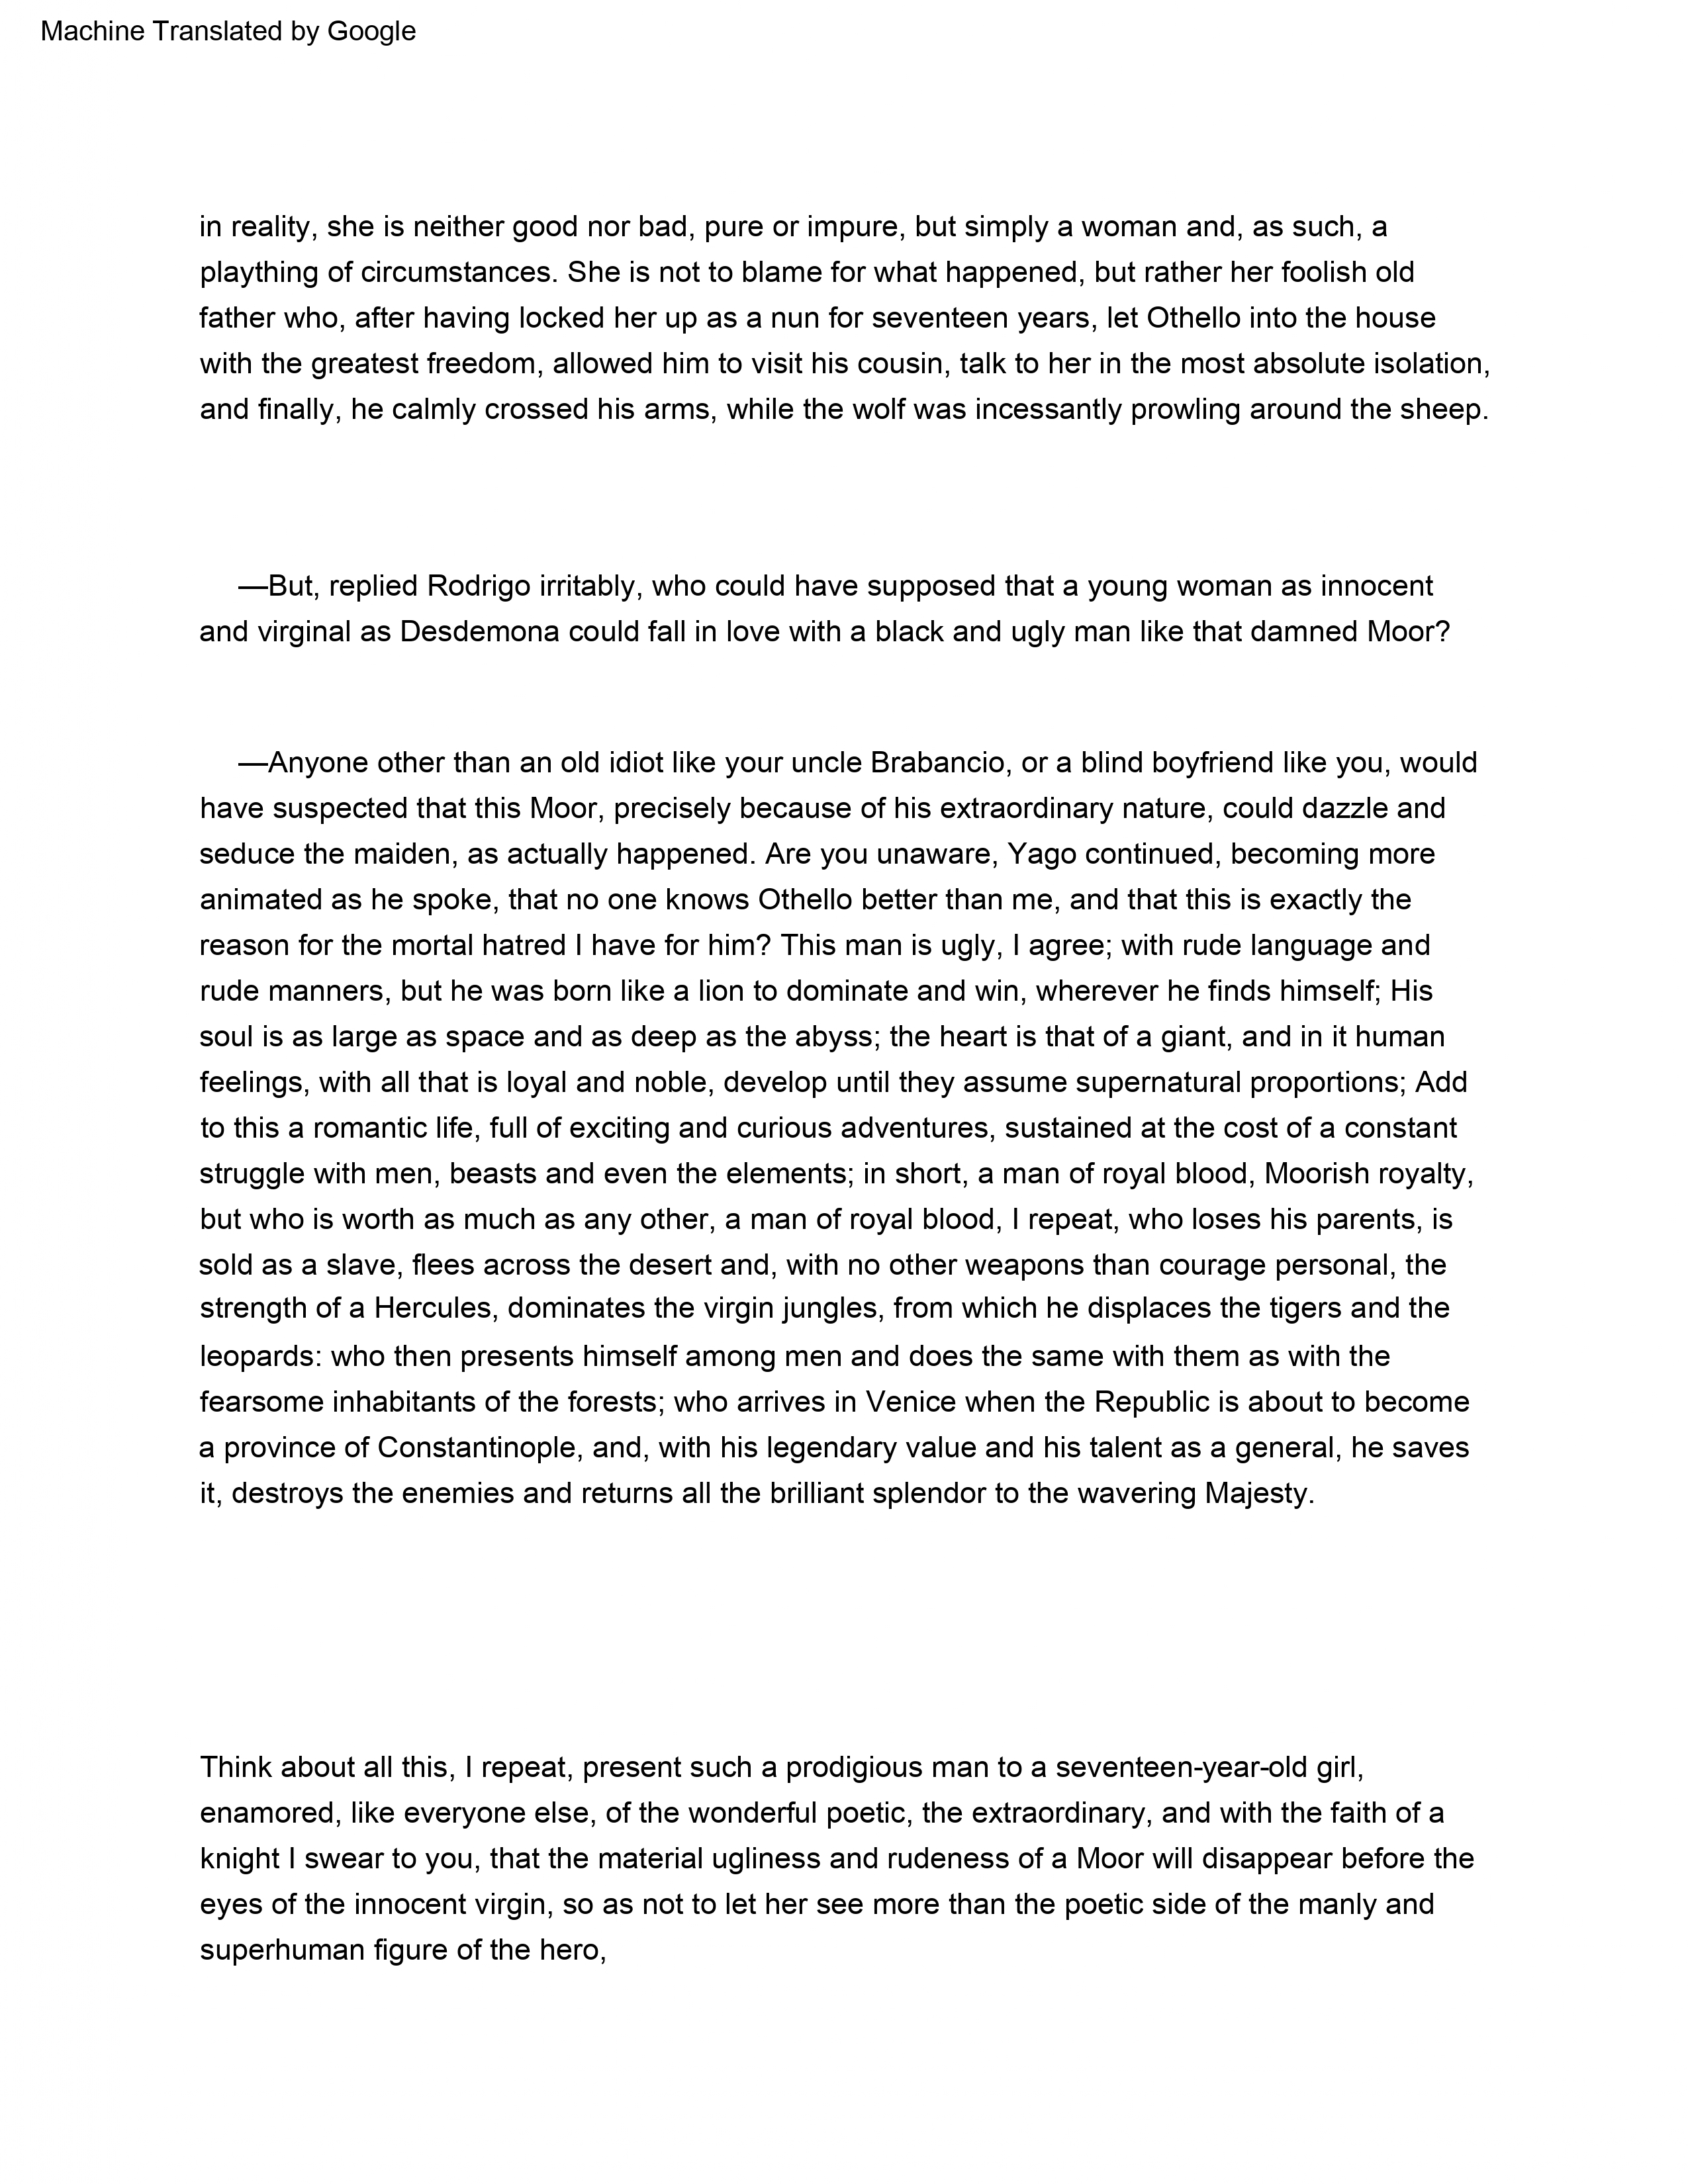 Machine Translated by Google
in reality, she is neither good nor bad, pure or impure, but simply a woman and, as such, a
plaything of circumstances. She is not to blame for what happened, but rather her foolish old
father who, after having locked her up as a nun for seventeen years, let Othello into the house
with the greatest freedom, allowed him to visit his cousin, talk to her in the most absolute isolation,
and finally, he calmly crossed his arms, while the wolf was incessantly prowling around the sheep.
—But, replied Rodrigo irritably, who could have supposed that a young woman as innocent
and virginal as Desdemona could fall in love with a black and ugly man like that damned Moor?
—Anyone other than an old idiot like your uncle Brabancio, or a blind boyfriend like you, would
have suspected that this Moor, precisely because of his extraordinary nature, could dazzle and
seduce the maiden, as actually happened. Are you unaware, Yago continued, becoming more
animated as he spoke, that no one knows Othello better than me, and that this is exactly the
reason for the mortal hatred I have for him? This man is ugly, I agree; with rude language and
rude manners, but he was born like a lion to dominate and win, wherever he finds himself; His
soul is as large as space and as deep as the abyss; the heart is that of a giant, and in it human
feelings, with all that is loyal and noble, develop until they assume supernatural proportions; Add
to this a romantic life, full of exciting and curious adventures, sustained at the cost of a constant
struggle with men, beasts and even the elements; in short, a man of royal blood, Moorish royalty,
but who is worth as much as any other, a man of royal blood, I repeat, who loses his parents, is
sold as a slave, flees across the desert and, with no other weapons than courage personal, the
strength of a Hercules, dominates the virgin jungles, from which he displaces the tigers and the
leopards: who then presents himself among men and does the same with them as with the
fearsome inhabitants of the forests; who arrives in Venice when the Republic is about to become
a province of Constantinople, and, with his legendary value and his talent as a general, he saves
it, destroys the enemies and returns all the brilliant splendor to the wavering Majesty.
Think about all this, I repeat, present such a prodigious man to a seventeen-year-old girl,
enamored, like everyone else, of the wonderful poetic, the extraordinary, and with the faith of a
knight I swear to you, that the material ugliness and rudeness of a Moor will disappear before the
eyes of the innocent virgin, so as not to let her see more than the poetic side of the manly and
superhuman figure of the hero,